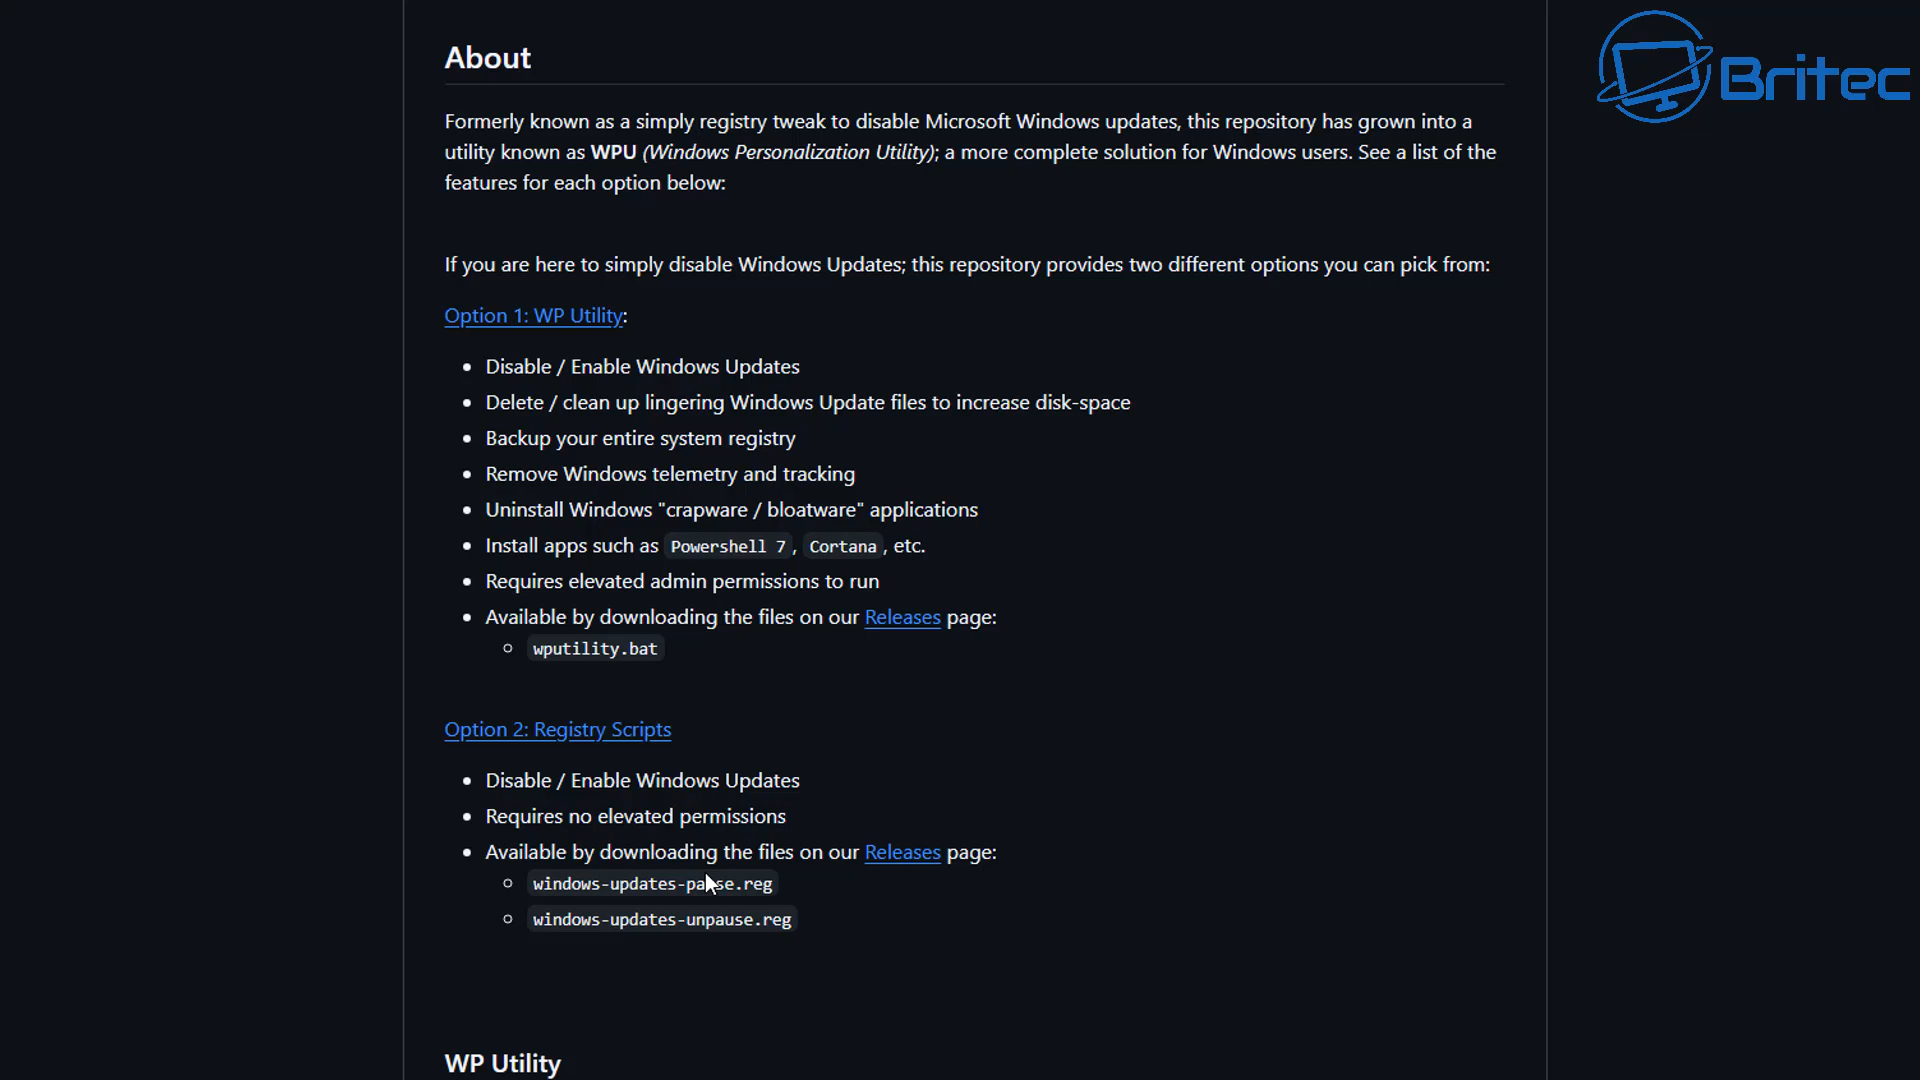 About
Britec
Formerly known as a simply registry tweak to disable Microsoft Windows updates, this repository has grown into a
utility known as WPU (Windows Personalization Utility); a more complete solution for Windows users. See a list of the
features for each option below:
If you are here to simply disable Windows Updates; this repository provides two different options you can pick from:
Option 1: WP Utility:
Disable / Enable Windows Updates
Delete / clean up lingering Windows Update files to increase disk-space
Backup your entire system registry
Remove Windows telemetry and tracking
Uninstall Windows "crapware / bloatware" applications
Install apps such as Powershell 7, Cortana, etc.
Requires elevated admin permissions to run
Available by downloading the files on our Releases page:
wputility.bat
Option 2: Registry Scripts
Disable / Enable Windows Updates
Requires no elevated permissions
Available by downloading the files on our Releases page:
windows-updates-pause.reg
windows-updates-unpause.reg
WP Utility